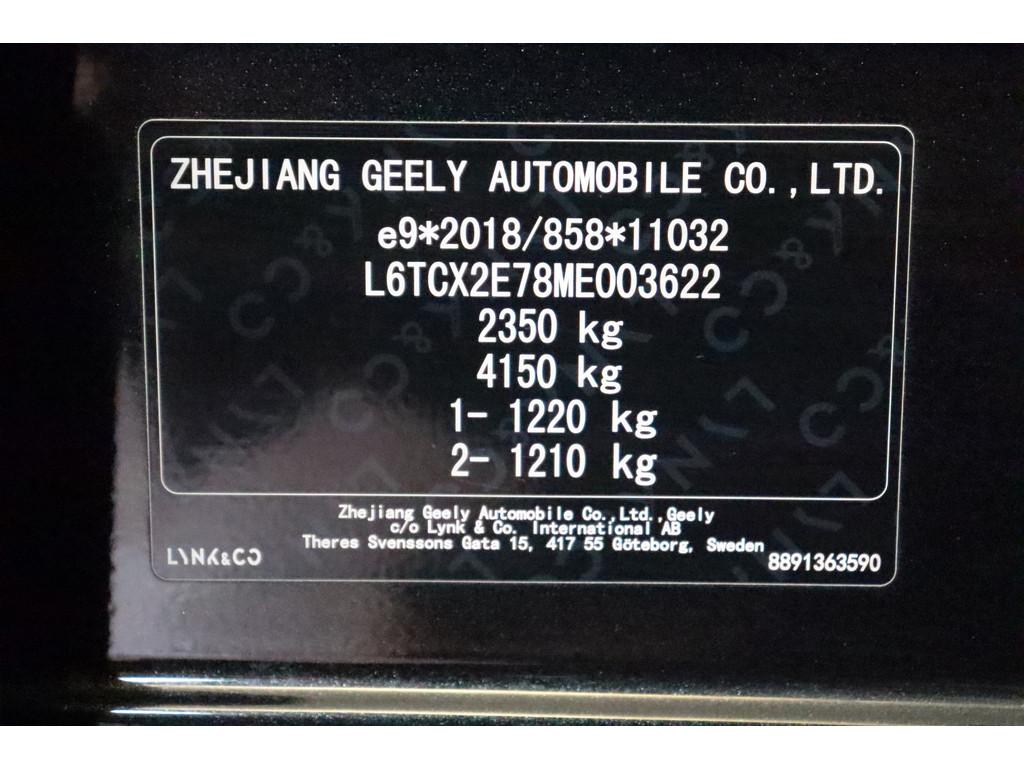 ZHEJIANG GEELY AUTOMOBILE CO.,LTD.
e9*2018/858*11032
L6TCX2E78ME003622
2350 kg
4150 kg
1- 1220 kg
2- 1210 kg
Zhejiang Geely Automobile Co.,Ltd.,Geely
c/o Lynk & Co. International AB
Theres Svenssons Gata 15, 417 55 Göteborg, Sweden
LYNK&CO
8891363590